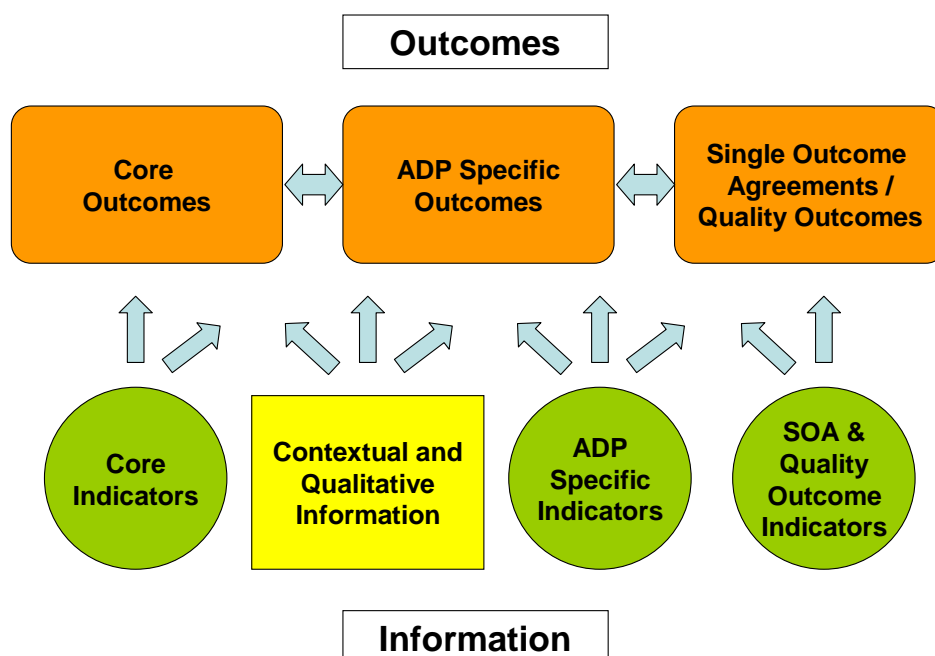 Outcomes
Core
Outcomes
ADP Specific
Outcomes
Single Outcome
Agreements /
Quality Outcomes
Core
Indicators
Contextual and
Qualitative
Information
ADP
Specific
Indicators
SOA &
Quality
Outcome
Indicators
Information